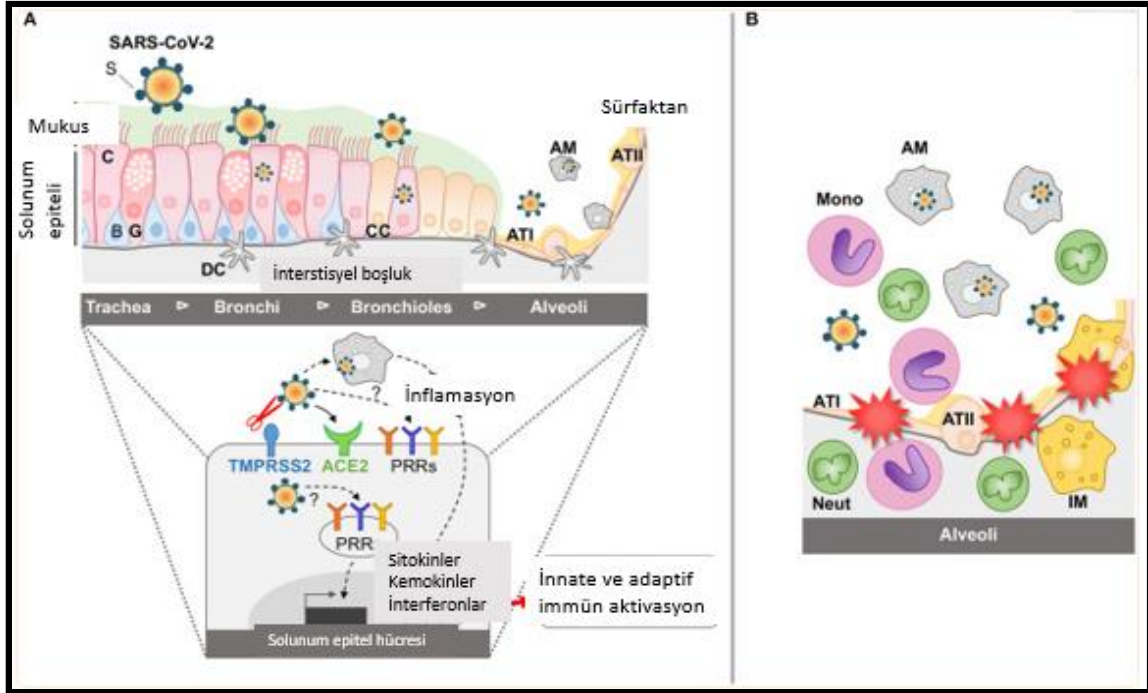 A
SARS-CoV-2
S
Mukus
Solunum
epiteli
C
B G
DC
CC
İnterstisyel boşluk
Sürfaktan
AM
ATII
ATI
Trachea
Bronchi
Bronchioles
Alveoli
?
İnflamasyon
TMPRSS2
ACE2
PRRs
?
PRR
Sitokinler
Kemokinler
İnterferonlar
İnnate ve adaptif
immün aktivasyon
Solunum epitel hücresi
B
AM
Mono
ATI
ATII
Neut
IM
Alveoli